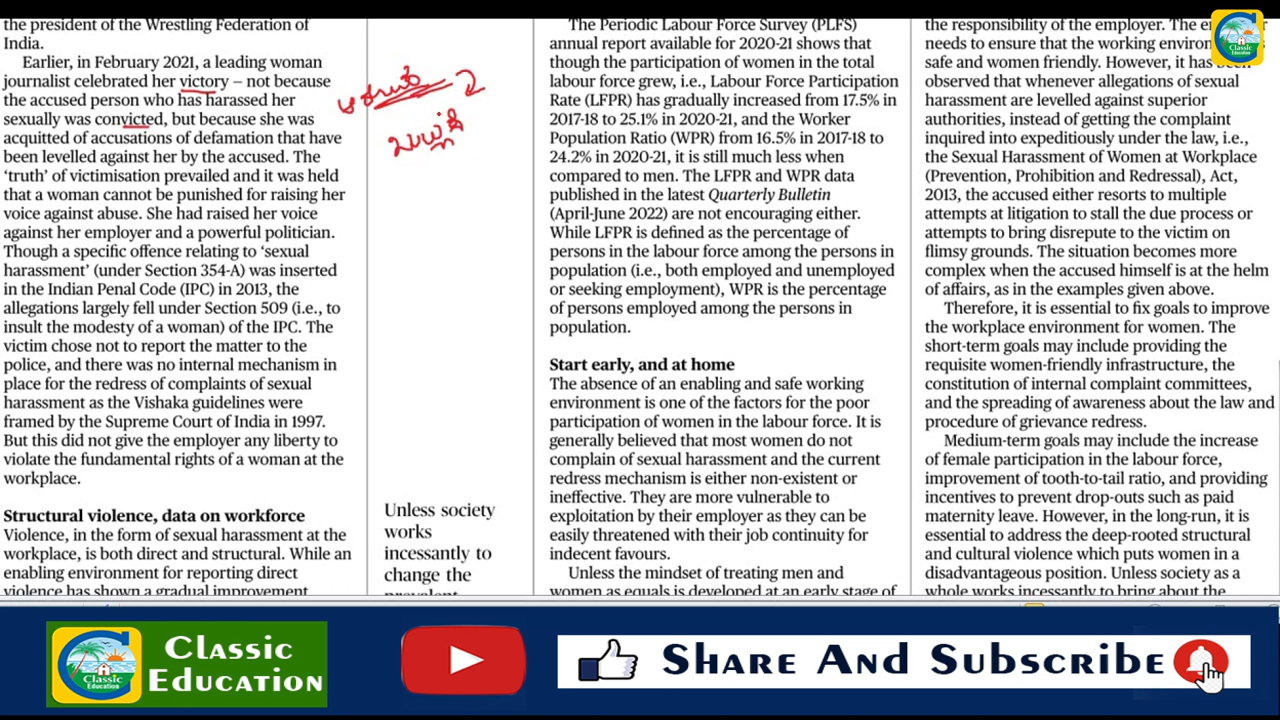 the president of the Wrestling Federation of
India.
Earlier, in February 2021, a leading woman
journalist celebrated her victory – not because
the accused person who has harassed her
sexually was convicted, but because she was
acquitted of accusations of defamation that have
been levelled against her by the accused. The
‘truth’ of victimisation prevailed and it was held
that a woman cannot be punished for raising her
voice against abuse. She had raised her voice
against her employer and a powerful politician.
Though a specific offence relating to ‘sexual
harassment’ (under Section 354-A) was inserted
in the Indian Penal Code (IPC) in 2013, the
allegations largely fell under Section 509 (i.e., to
insult the modesty of a woman) of the IPC. The
victim chose not to report the matter to the
police, and there was no internal mechanism in
place for the redress of complaints of sexual
harassment as the Vishaka guidelines were
framed by the Supreme Court of India in 1997.
But this did not give the employer any liberty to
violate the fundamental rights of a woman at the
workplace.
Structural violence, data on workforce
Violence, in the form of sexual harassment at the
workplace, is both direct and structural. While an
enabling environment for reporting direct
violence has shown a gradual improvement
Unless society
works
incessantly to
change the
prevalent
The Periodic Labour Force Survey (PLFS)
annual report available for 2020-21 shows that
though the participation of women in the total
labour force grew, i.e., Labour Force Participation
Rate (LFPR) has gradually increased from 17.5% in
2017-18 to 25.1% in 2020-21, and the Worker
Population Ratio (WPR) from 16.5% in 2017-18 to
24.2% in 2020-21, it is still much less when
compared to men. The LFPR and WPR data
published in the latest Quarterly Bulletin
(April-June 2022) are not encouraging either.
While LFPR is defined as the percentage of
persons in the labour force among the persons in
population (i.e., both employed and unemployed
or seeking employment), WPR is the percentage
of persons employed among the persons in
population.
Start early, and at home
The absence of an enabling and safe working
environment is one of the factors for the poor
participation of women in the labour force. It is
generally believed that most women do not
complain of sexual harassment and the current
redress mechanism is either non-existent or
ineffective. They are more vulnerable to
exploitation by their employer as they can be
easily threatened with their job continuity for
indecent favours.
Unless the mindset of treating men and
women as equals is developed at an early stage of
the responsibility of the employer. The
needs to ensure that the working
safe and women friendly. However, it has been
observed that whenever allegations of sexual
harassment are levelled against superior
authorities, instead of getting the complaint
inquired into expeditiously under the law, i.e.,
the Sexual Harassment of Women at Workplace
(Prevention, Prohibition and Redressal), Act,
2013, the accused either resorts to multiple
attempts at litigation to stall the due process or
attempts to bring disrepute to the victim on
flimsy grounds. The situation becomes more
complex when the accused himself is at the helm
of affairs, as in the examples given above.
Therefore, it is essential to fix goals to improve
the workplace environment for women. The
short-term goals may include providing the
requisite women-friendly infrastructure, the
constitution of internal complaint committees,
and the spreading of awareness about the law and
procedure of grievance redress.
Medium-term goals may include the increase
of female participation in the labour force,
improvement of tooth-to-tail ratio, and providing
incentives to prevent drop-outs such as paid
maternity leave. However, in the long-run, it is
essential to address the deep-rooted structural
and cultural violence which puts women in a
disadvantageous position. Unless society as a
whole works incessantly to bring about the
Classic
Education
Classic
Education
Classic
Education
Share And Subscribe